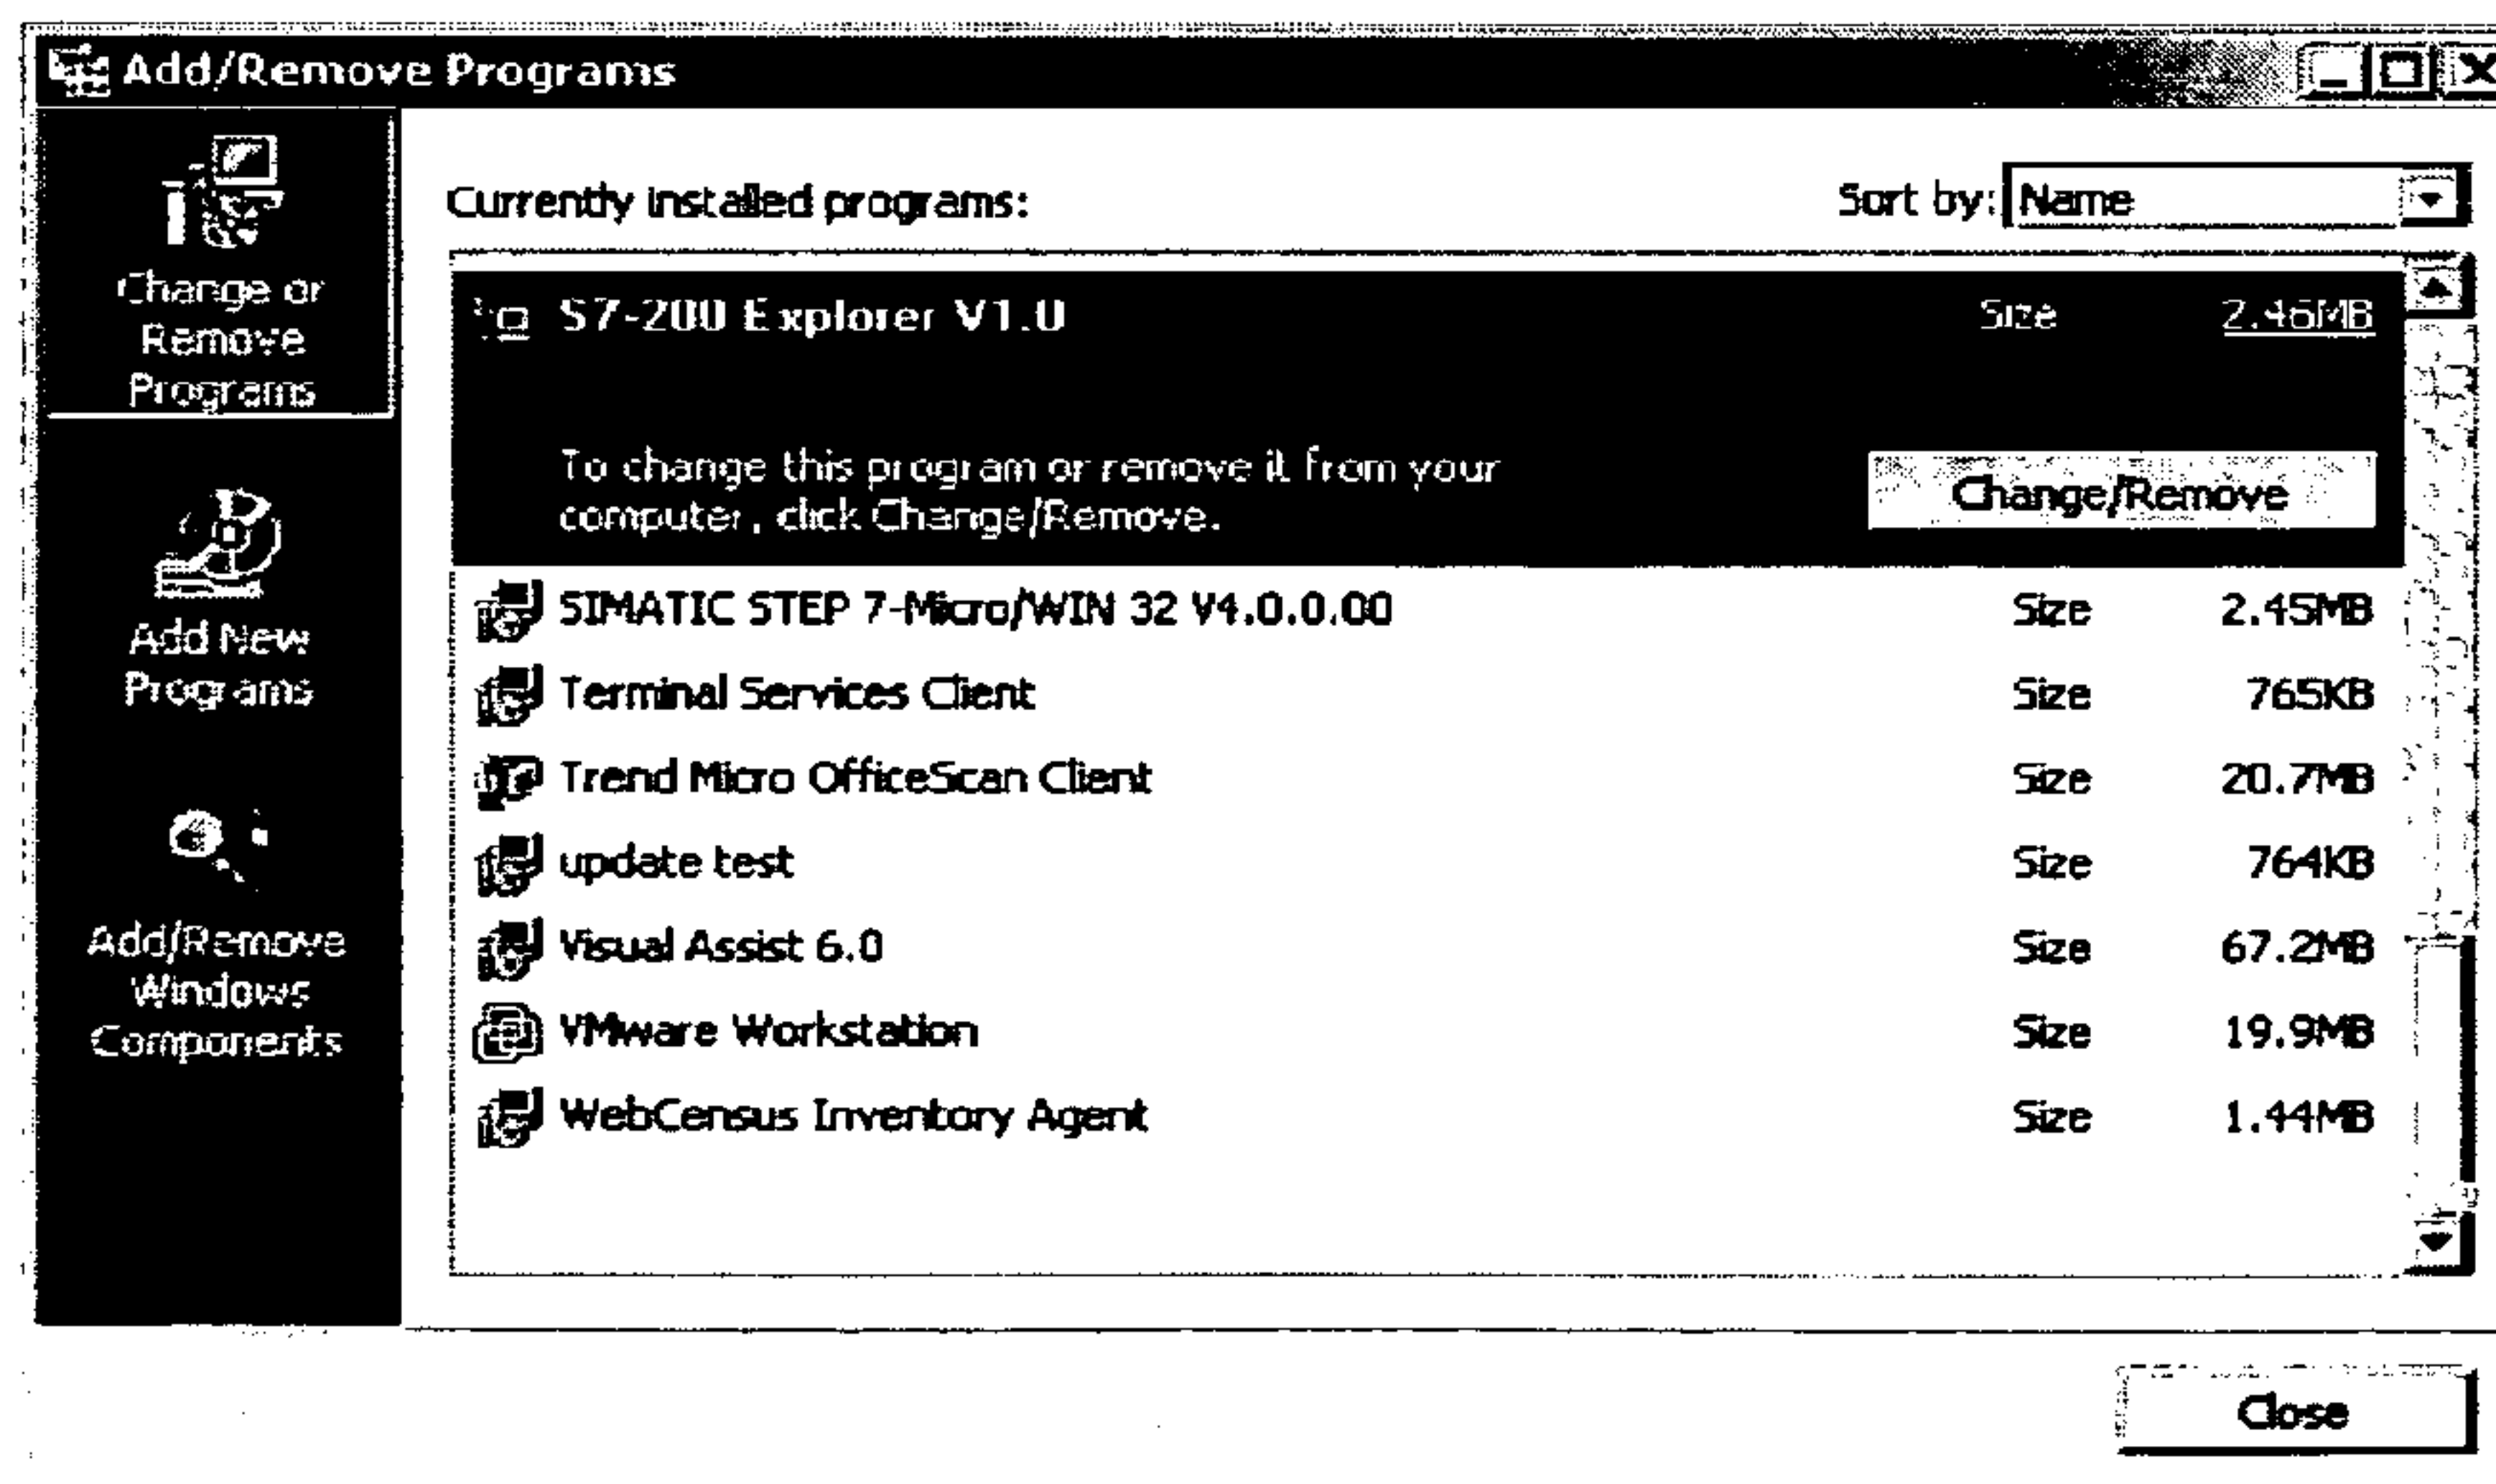 Add/Remove Programs
Change or
Remove
Programs
Add New
Programs
Add/Remove
Windows
Components
Currently installed programs:
Sort by: Name
S7-200 Explorer V1.0 Size 2.46MB
To change this program or remove it from your
computer, click Change/Remove.
Change/Remove
SIMATIC STEP 7-Micro/WIN 32 V4.0.0.00 Size 2.45MB
Terminal Services Client Size 765KB
Trend Micro OfficeScan Client Size 20.7MB
update test Size 764KB
Visual Assist 6.0 Size 67.2MB
VMware Workstation Size 19.9MB
WebCensus Inventory Agent Size 1.44MB
Close